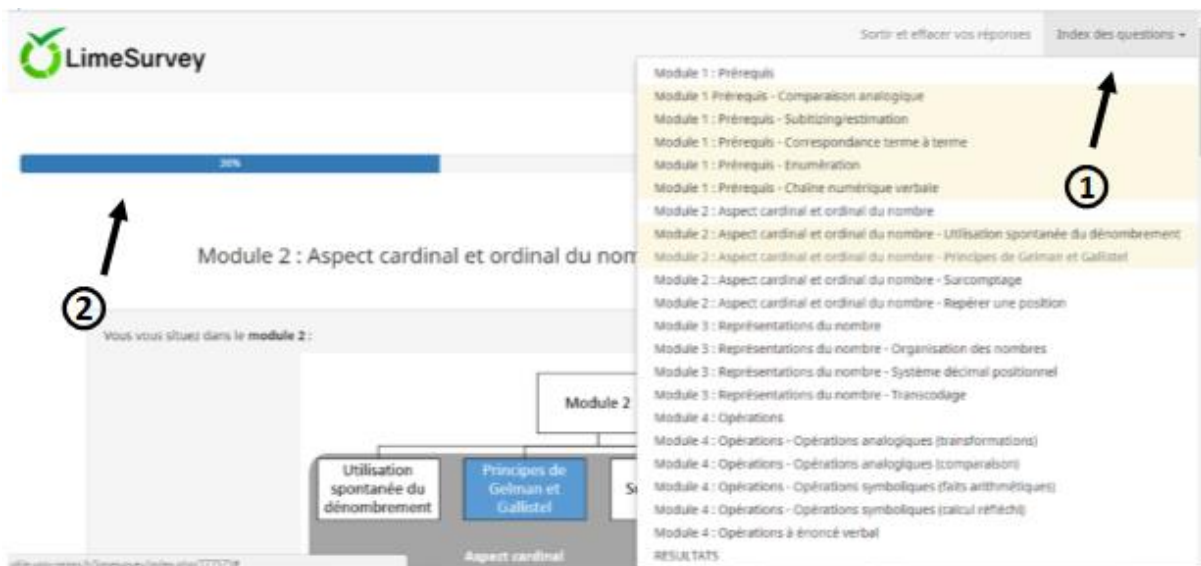 LimeSurvey
Sortir et effacer vos réponses
Index des questions
Module 1 : Prérequis
Module 1 Prérequis - Comparaison analogique
Module 1 : Prérequis - Subitizing/estimation
Module 1 : Prérequis - Correspondance terme à terme
Module 1 : Prérequis - Enumération
Module 1 : Prérequis - Chaîne numérique verbale
Module 2 : Aspect cardinal et ordinal du nombre
Module 2 : Aspect cardinal et ordinal du nombre - Utilisation spontanée du dénombrement
Module 2 : Aspect cardinal et ordinal du nombre - Principes de Gelman et Gallistel
Module 2 : Aspect cardinal et ordinal du nombre - Surcomptage
Module 2 : Aspect cardinal et ordinal du nombre - Repérer une position
Module 3 : Représentations du nombre
Module 3 : Représentations du nombre - Organisation des nombres
Module 3 : Représentations du nombre - Système décimal positionnel
Module 3 : Représentations du nombre - Transcodage
Module 4 : Opérations
Module 4 : Opérations - Opérations analogiques (transformations)
Module 4 : Opérations - Opérations analogiques (comparaison)
Module 4 : Opérations - Opérations symboliques (faits arithmétiques)
Module 4 : Opérations - Opérations symboliques (calcul réfléchi)
Module 4 : Opérations à énoncé verbal
RESULTATS
1
2
Module 2 : Aspect cardinal et ordinal du nom
Vous vous situez dans le module 2 :
Module 2
Utilisation
spontanée du
dénombrement
Principes de
Gelman et
Gallistel
Aspect cardinal